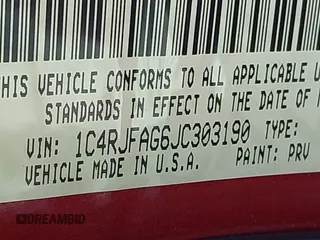 THIS VEHICLE CONFORMS TO ALL APPLICABLE U
STANDARDS IN EFFECT ON THE DATE OF
VIN: 1C4RJFAG6JC303190 TYPE:
VEHICLE MADE IN U.S.A. PAINT: PRV
DREAMBID